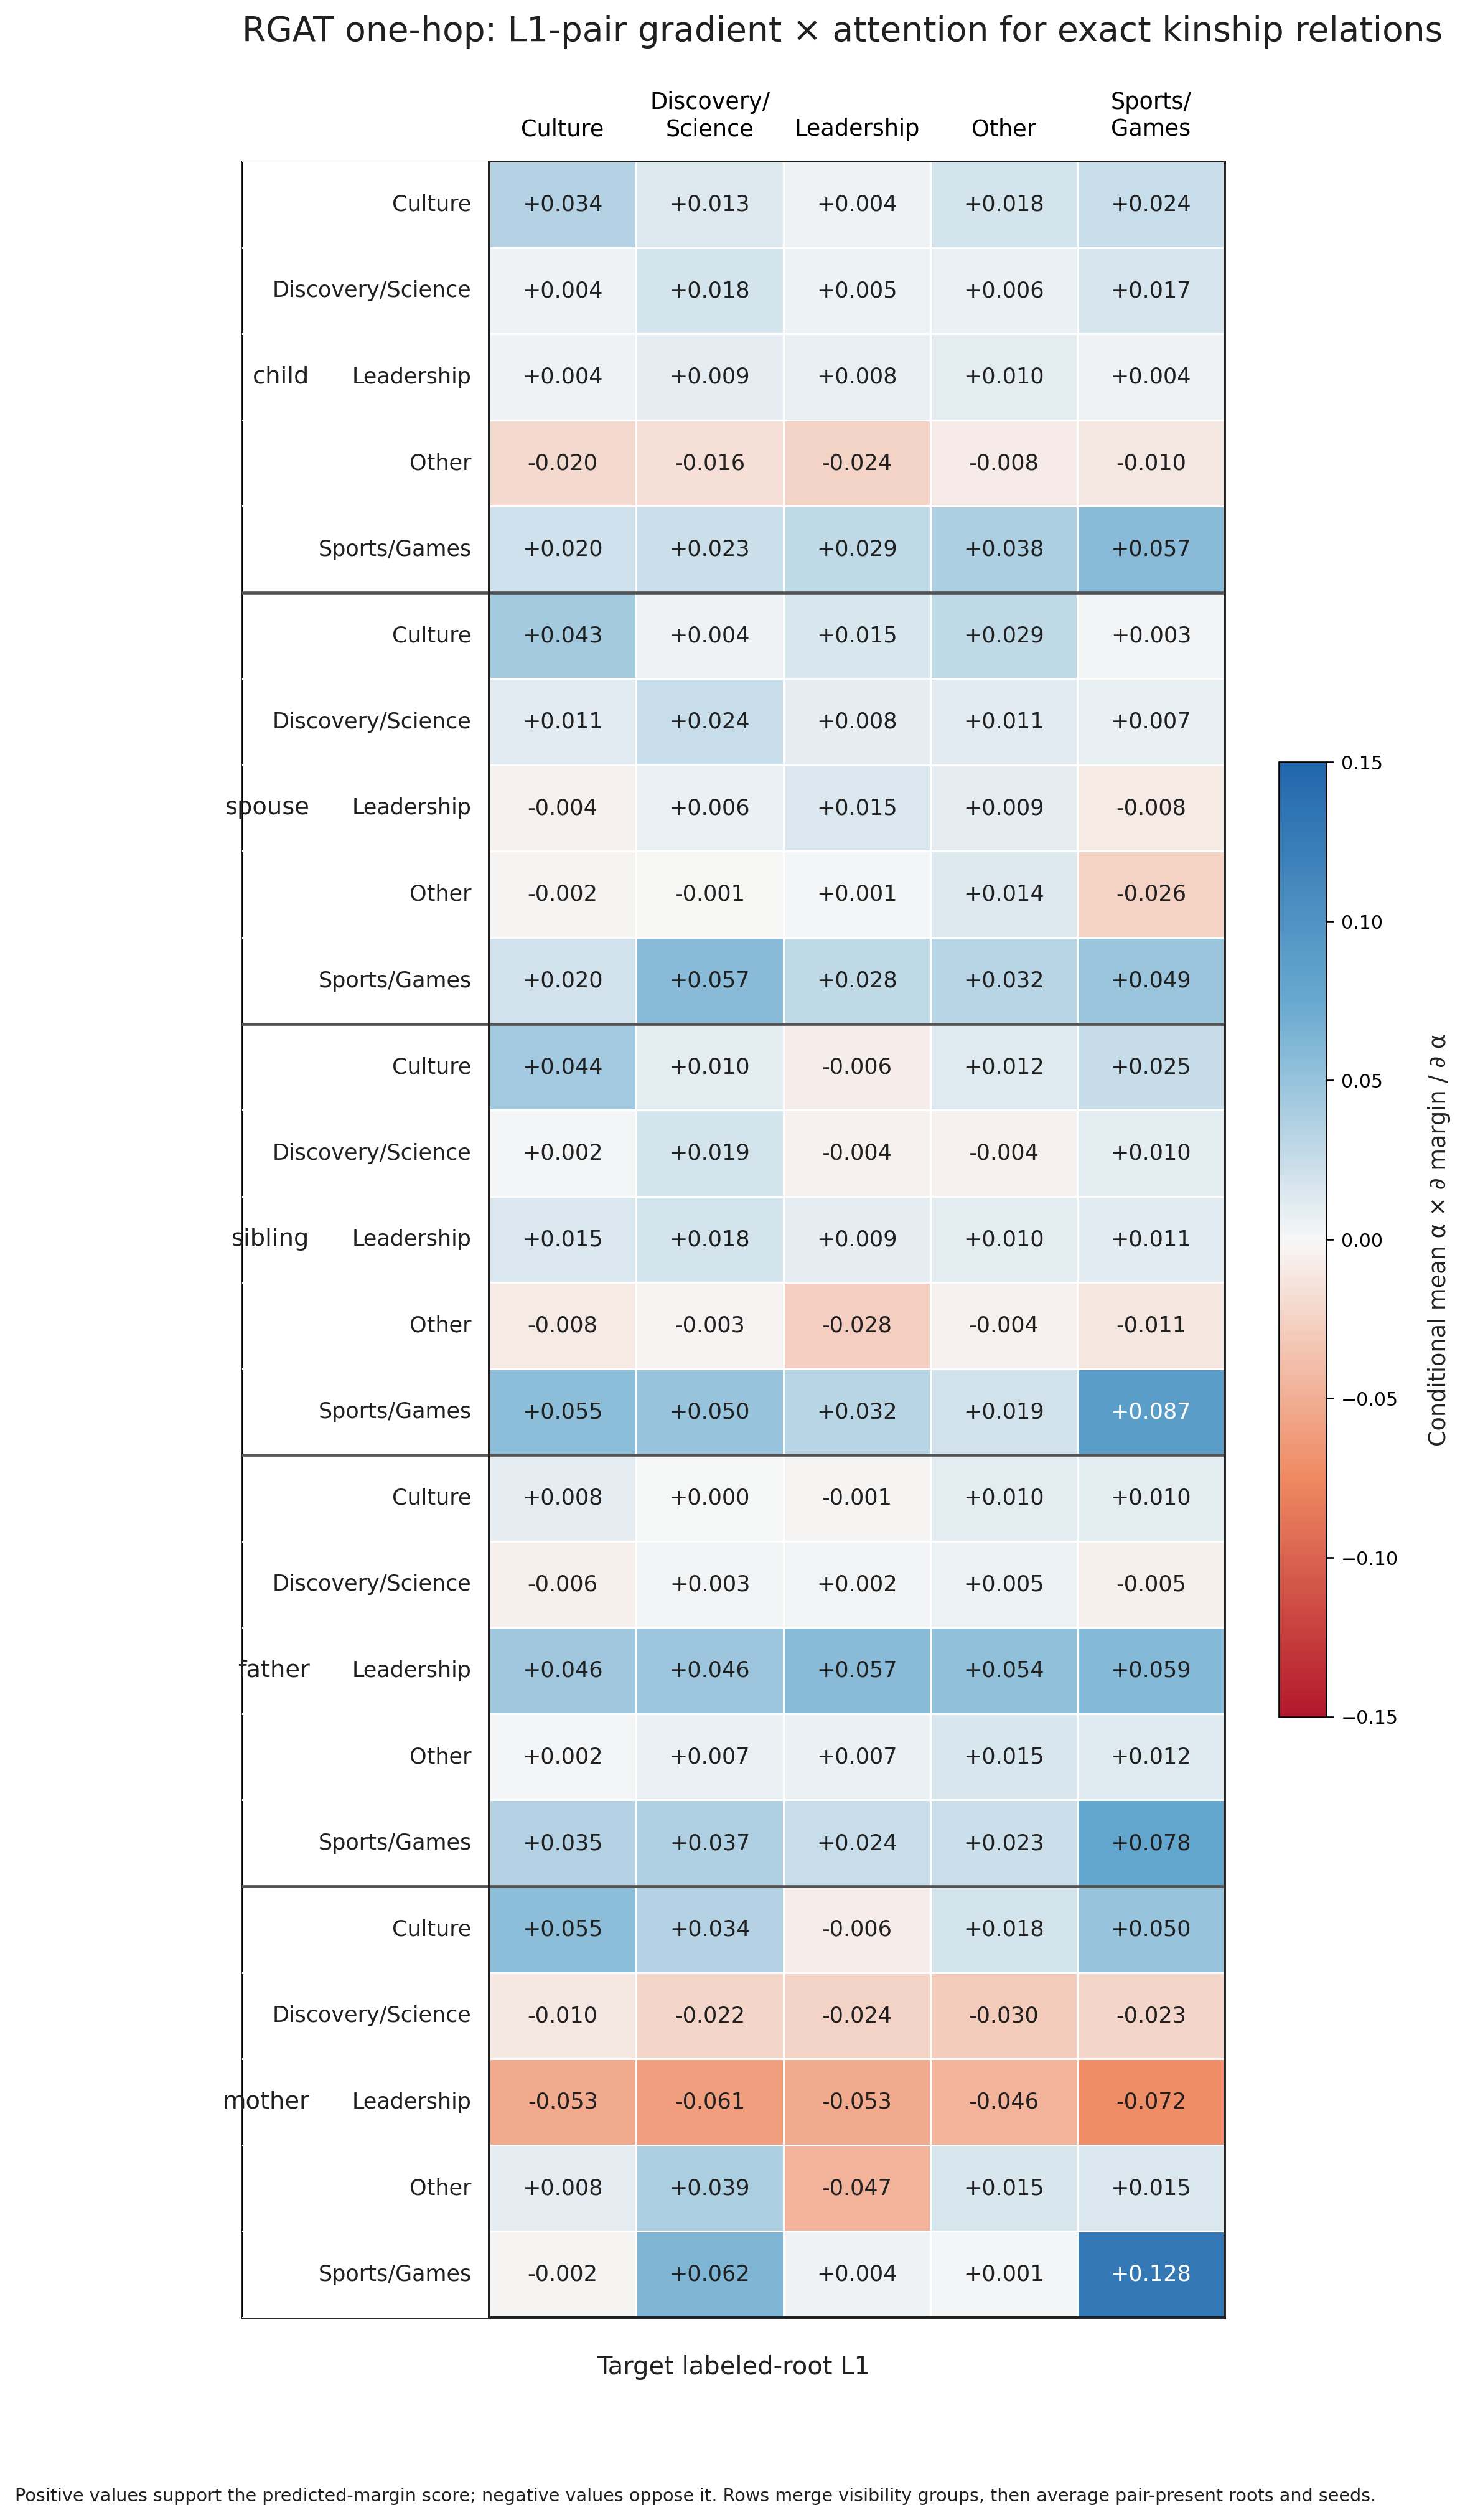 RGAT one-hop: L1-pair gradient × attention for exact kinship relations
Culture Discovery/ Science Leadership Other Sports/ Games
Culture +0.034 +0.013 +0.004 +0.018 +0.024
Discovery/Science +0.004 +0.018 +0.005 +0.006 +0.017
child Leadership +0.004 +0.009 +0.008 +0.010 +0.004
Other -0.020 -0.016 -0.024 -0.008 -0.010
Sports/Games +0.020 +0.023 +0.029 +0.038 +0.057
Culture +0.043 +0.004 +0.015 +0.029 +0.003
Discovery/Science +0.011 +0.024 +0.008 +0.011 +0.007
spouse Leadership -0.004 +0.006 +0.015 +0.009 -0.008
Other -0.002 -0.001 +0.001 +0.014 -0.026
Sports/Games +0.020 +0.057 +0.028 +0.032 +0.049
Culture +0.044 +0.010 -0.006 +0.012 +0.025
Discovery/Science +0.002 +0.019 -0.004 -0.004 +0.010
sibling Leadership +0.015 +0.018 +0.009 +0.010 +0.011
Other -0.008 -0.003 -0.028 -0.004 -0.011
Sports/Games +0.055 +0.050 +0.032 +0.019 +0.087
Culture +0.008 +0.000 -0.001 +0.010 +0.010
Discovery/Science -0.006 +0.003 +0.002 +0.005 -0.005
father Leadership +0.046 +0.046 +0.057 +0.054 +0.059
Other +0.002 +0.007 +0.007 +0.015 +0.012
Sports/Games +0.035 +0.037 +0.024 +0.023 +0.078
Culture +0.055 +0.034 -0.006 +0.018 +0.050
Discovery/Science -0.010 -0.022 -0.024 -0.030 -0.023
mother Leadership -0.053 -0.061 -0.053 -0.046 -0.072
Other +0.008 +0.039 -0.047 +0.015 +0.015
Sports/Games -0.002 +0.062 +0.004 +0.001 +0.128
Target labeled-root L1
0.15
0.10
0.05
0.00
−0.05
−0.10
−0.15
Conditional mean α × ∂ margin / ∂ α
Positive values support the predicted-margin score; negative values oppose it. Rows merge visibility groups, then average pair-present roots and seeds.